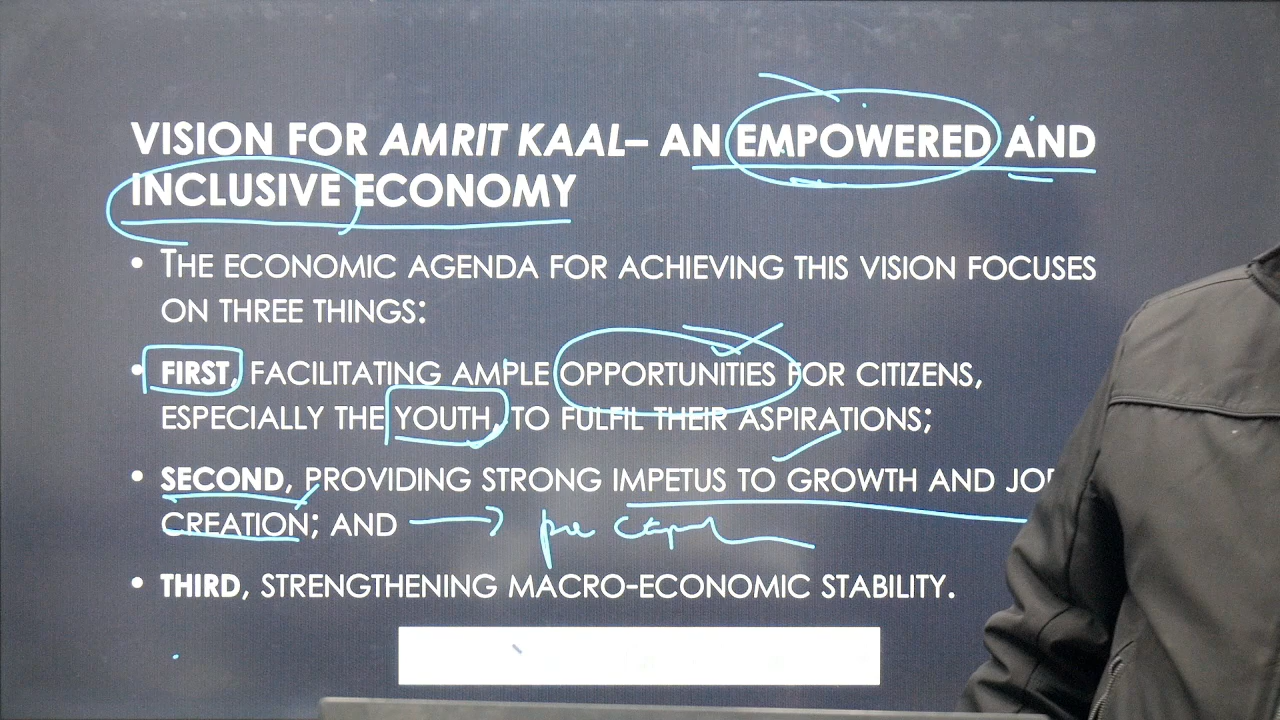 VISION FOR AMRIT KAAL– AN EMPOWERED AND
INCLUSIVE ECONOMY
• THE ECONOMIC AGENDA FOR ACHIEVING THIS VISION FOCUSES
ON THREE THINGS:
• FIRST, FACILITATING AMPLE OPPORTUNITIES FOR CITIZENS,
ESPECIALLY THE YOUTH, TO FULFIL THEIR ASPIRATIONS;
• SECOND, PROVIDING STRONG IMPETUS TO GROWTH AND
CREATION; AND
• THIRD, STRENGTHENING MACRO-ECONOMIC STABILITY.